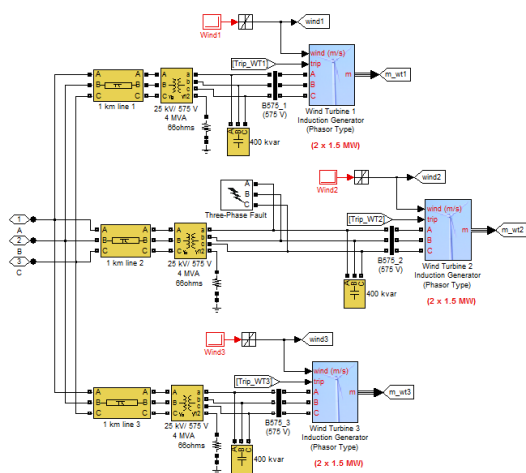 wind1
Wind1
[Trip_WT1]
wind (m/s)
trip
A
B
C
m
m_wt1
A
B
C
A
B
C
1 km line 1
A
B
C
a
b
c
n2
25 kV/ 575 V
4 MVA
66ohms
A
B
C
400 kvar
B575_1
(575 V)
Wind Turbine 1
Induction Generator
(Phasor Type)
(2 x 1.5 MW)
wind2
Wind2
[Trip_WT2]
A
B
C
Three-Phase Fault
wind (m/s)
trip
A
B
C
m
m_wt2
1
A
2
B
3
C
A
B
C
A
B
C
1 km line 2
A
B
C
a
b
c
n2
25 kV/ 575 V
4 MVA
66ohms
A
B
C
400 kvar
B575_2
(575 V)
Wind Turbine 2
Induction Generator
(Phasor Type)
(2 x 1.5 MW)
wind3
Wind3
[Trip_WT3]
wind (m/s)
trip
A
B
C
m
m_wt3
A
B
C
A
B
C
1 km line 3
A
B
C
a
b
c
n2
25 kV/ 575 V
4 MVA
66ohms
A
B
C
400 kvar
B575_3
(575 V)
Wind Turbine 3
Induction Generator
(Phasor Type)
(2 x 1.5 MW)